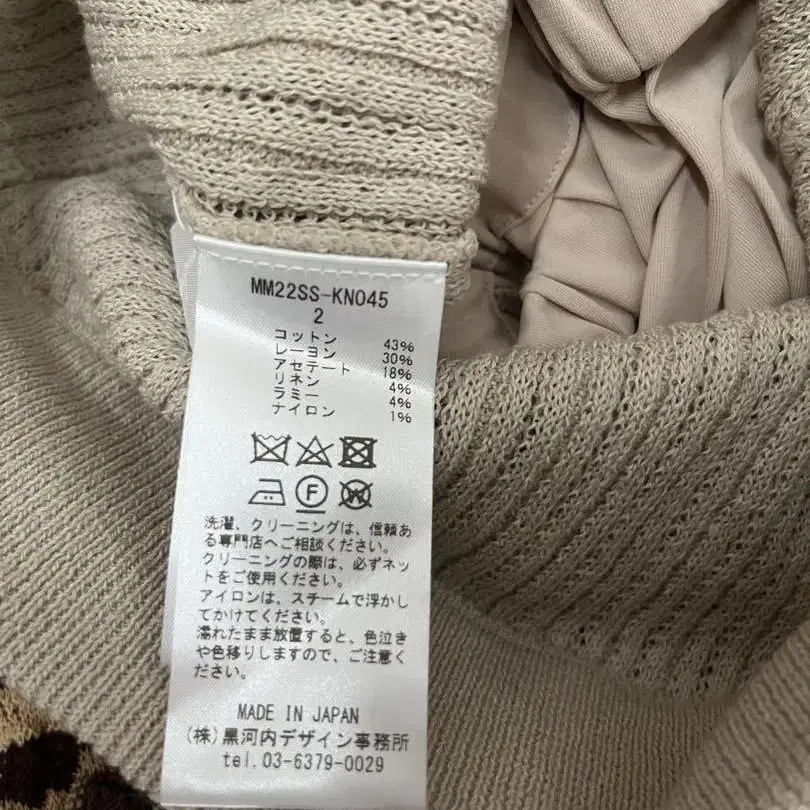 MM22SS-KN045
2
コットン 43%
レーヨン 30%
アセテート 18%
リネン 4%
ラミー 4%
ナイロン 1%
F
W
洗濯、クリーニングは、信頼あ
る専門店へご相談ください。
クリーニングの際は、必ずネッ
トをご使用ください。
アイロンは、スチームで浮かし
てかけてください。
濡れたまま放置すると、色泣き
や色移りしますので、ご注意く
ださい。
MADE IN JAPAN
(株)黒河内デザイン事務所
tel.03-6379-0029